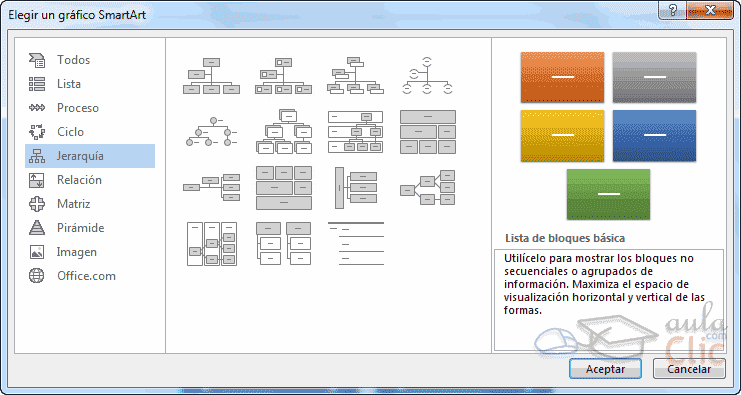 Elegir un gráfico SmartArt
Todos
Lista
Proceso
Ciclo
Jerarquía
Relación
Matriz
Pirámide
Imagen
Office.com
Lista de bloques básica
Utilícelo para mostrar los bloques no
secuenciales o agrupados de
información. Maximiza el espacio de
visualización horizontal y vertical de las
formas.
aula
.com
Clic
Aceptar
Cancelar